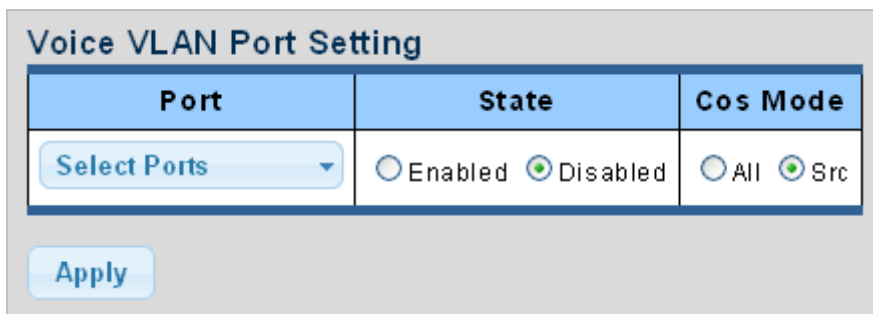 Voice VLAN Port Setting
Port State Cos Mode
Select Ports Enabled Disabled All Src
Apply